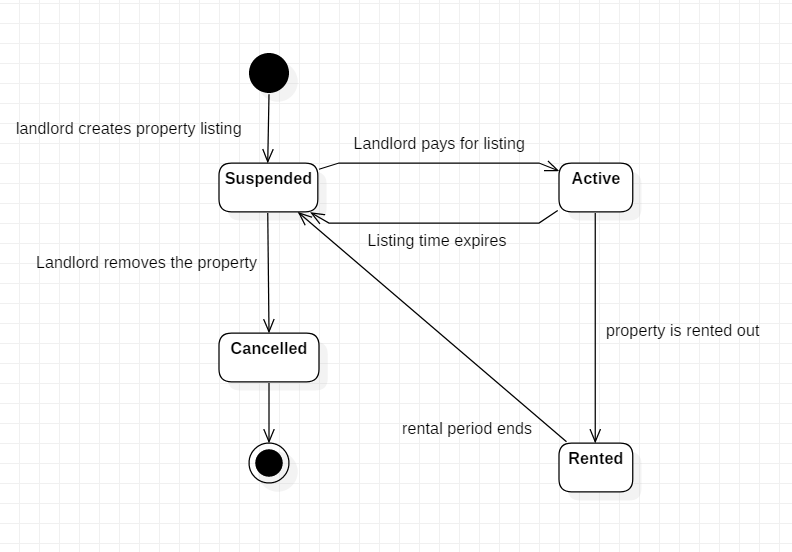 landlord creates property listing
Landlord pays for listing
Suspended
Active
Listing time expires
Landlord removes the property
property is rented out
Cancelled
rental period ends
Rented